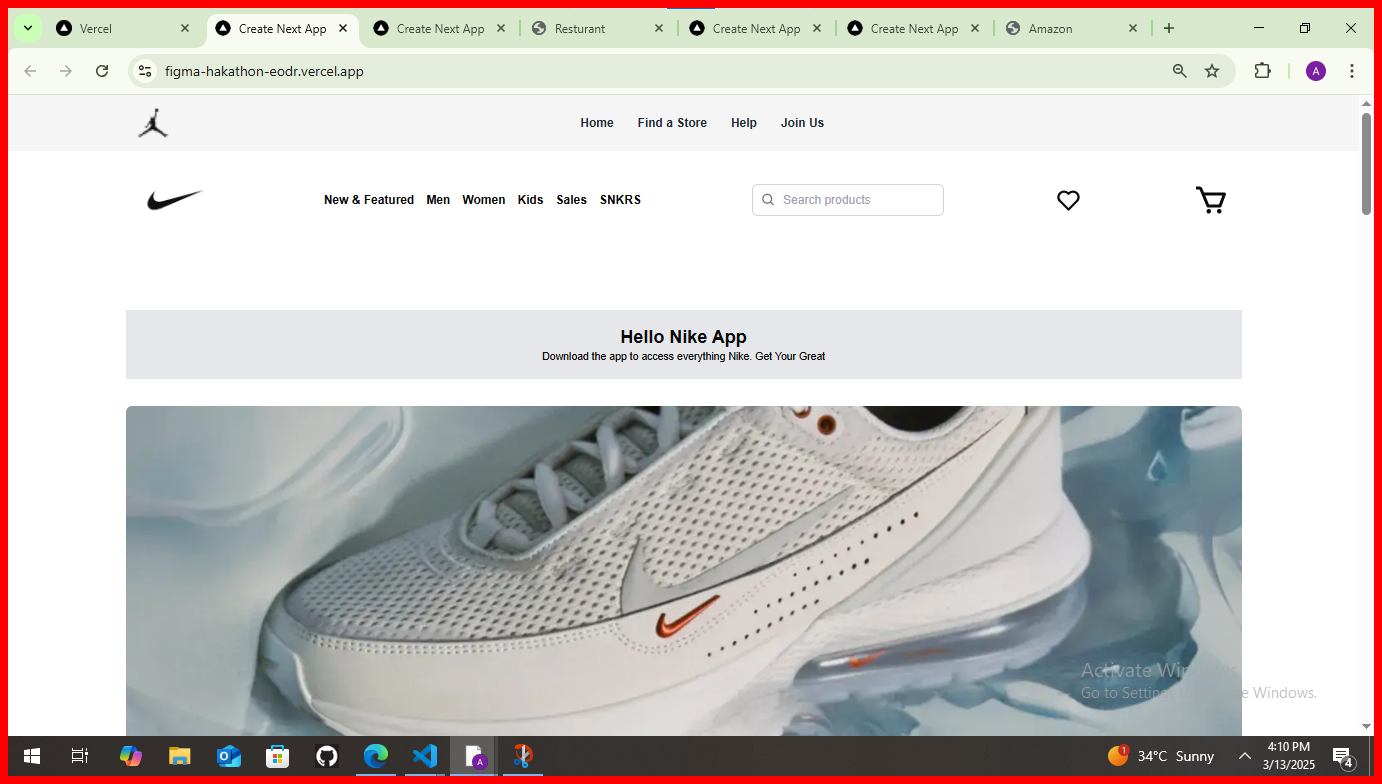 Vercel
Create Next App
Create Next App
Resturant
Create Next App
Create Next App
Amazon
figma-hakathon-eodr.vercel.app
A
Home Find a Store Help Join Us
New & Featured Men Women Kids Sales SNKRS
Search products
Hello Nike App
Download the app to access everything Nike. Get Your Great
Activate Windows
Go to Settin e Windows.
A
1
34°C Sunny
4:10 PM
3/13/2025
4